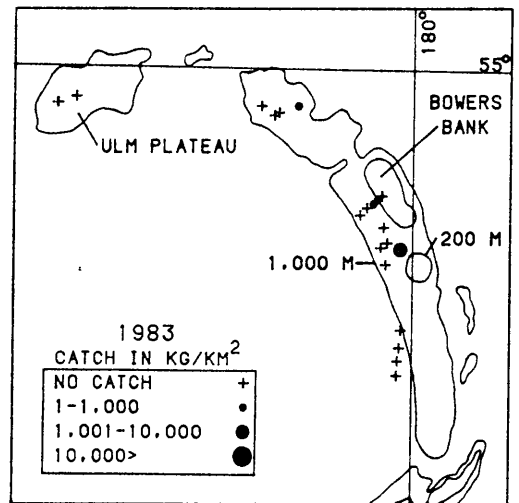 180°
55°
BOWERS
BANK
ULM PLATEAU
200 M
1,000 M
1983
CATCH IN KG/KM²
NO CATCH +
1-1,000
1,001-10,000
10,000>